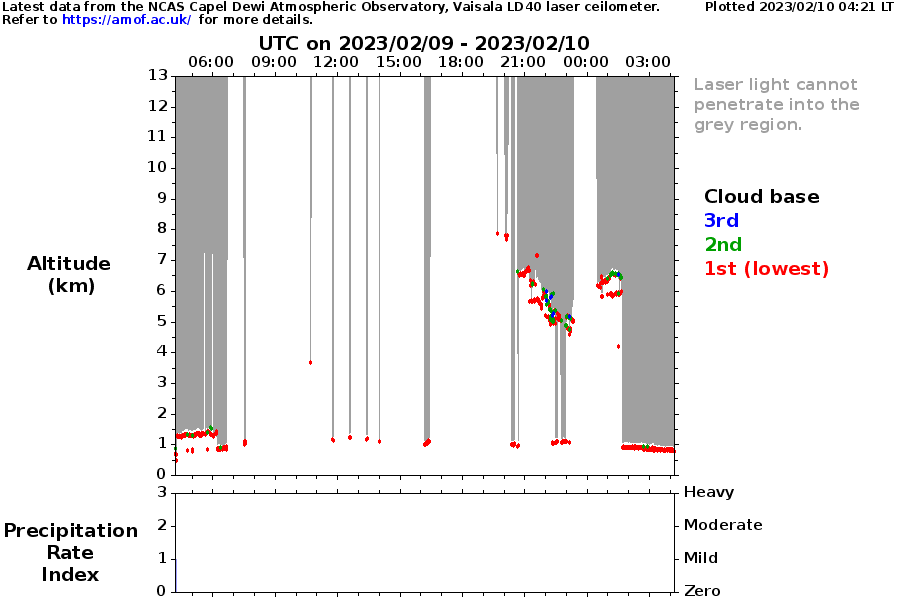 Latest data from the NCAS Capel Dewi Atmospheric Observatory, Vaisala LD40 laser ceilometer. Plotted 2023/02/10 04:21 LT
Refer to https://amof.ac.uk/ for more details.
UTC on 2023/02/09 - 2023/02/10
06:00 09:00 12:00 15:00 18:00 21:00 00:00 03:00
13
12
11
10
9
8
7
6
5
4
3
2
1
0
Altitude
(km)
Laser light cannot
penetrate into the
grey region.
Cloud base
3rd
2nd
1st (lowest)
3 Heavy
2 Moderate
1 Mild
0 Zero
Precipitation
Rate
Index